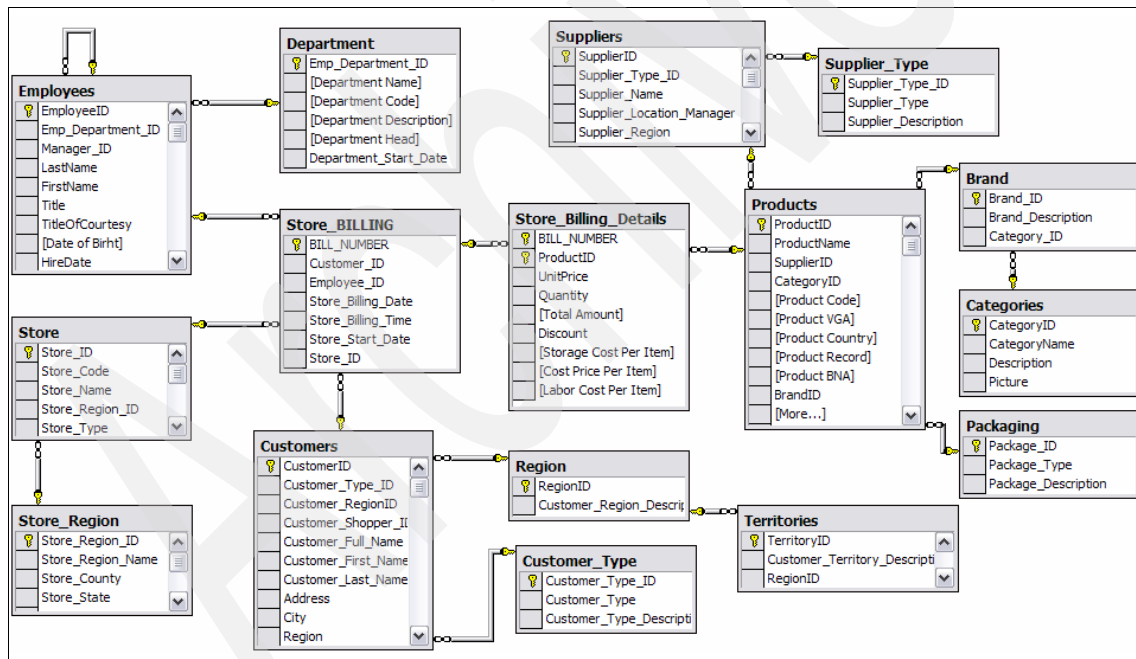 Employees
EmployeeID
Emp_Department_ID
Manager_ID
LastName
FirstName
Title
TitleOfCourtesy
[Date of Birht]
HireDate
Department
Emp_Department_ID
[Department Name]
[Department Code]
[Department Description]
[Department Head]
Department_Start_Date
Suppliers
SupplierID
Supplier_Type_ID
Supplier_Name
Supplier_Location_Manager
Supplier_Region
Supplier_Type
Supplier_Type_ID
Supplier_Type
Supplier_Description
Store_BILLING
BILL_NUMBER
Customer_ID
Employee_ID
Store_Billing_Date
Store_Billing_Time
Store_Start_Date
Store_ID
Store_Billing_Details
BILL_NUMBER
ProductID
UnitPrice
Quantity
[Total Amount]
Discount
[Storage Cost Per Item]
[Cost Price Per Item]
[Labor Cost Per Item]
Products
ProductID
ProductName
SupplierID
CategoryID
[Product Code]
[Product VGA]
[Product Country]
[Product Record]
[Product BNA]
BrandID
[More...]
Brand
Brand_ID
Brand_Description
Category_ID
Categories
CategoryID
CategoryName
Description
Picture
Packaging
Package_ID
Package_Type
Package_Description
Store
Store_ID
Store_Code
Store_Name
Store_Region_ID
Store_Type
Store_Region
Store_Region_ID
Store_Region_Name
Store_County
Store_State
Customers
CustomerID
Customer_Type_ID
Customer_RegionID
Customer_Shopper_ID
Customer_Full_Name
Customer_First_Name
Customer_Last_Name
Address
City
Region
Region
RegionID
Customer_Region_Descrip
Customer_Type
Customer_Type_ID
Customer_Type
Customer_Type_Descripti
Territories
TerritoryID
Customer_Territory_Descripti
RegionID